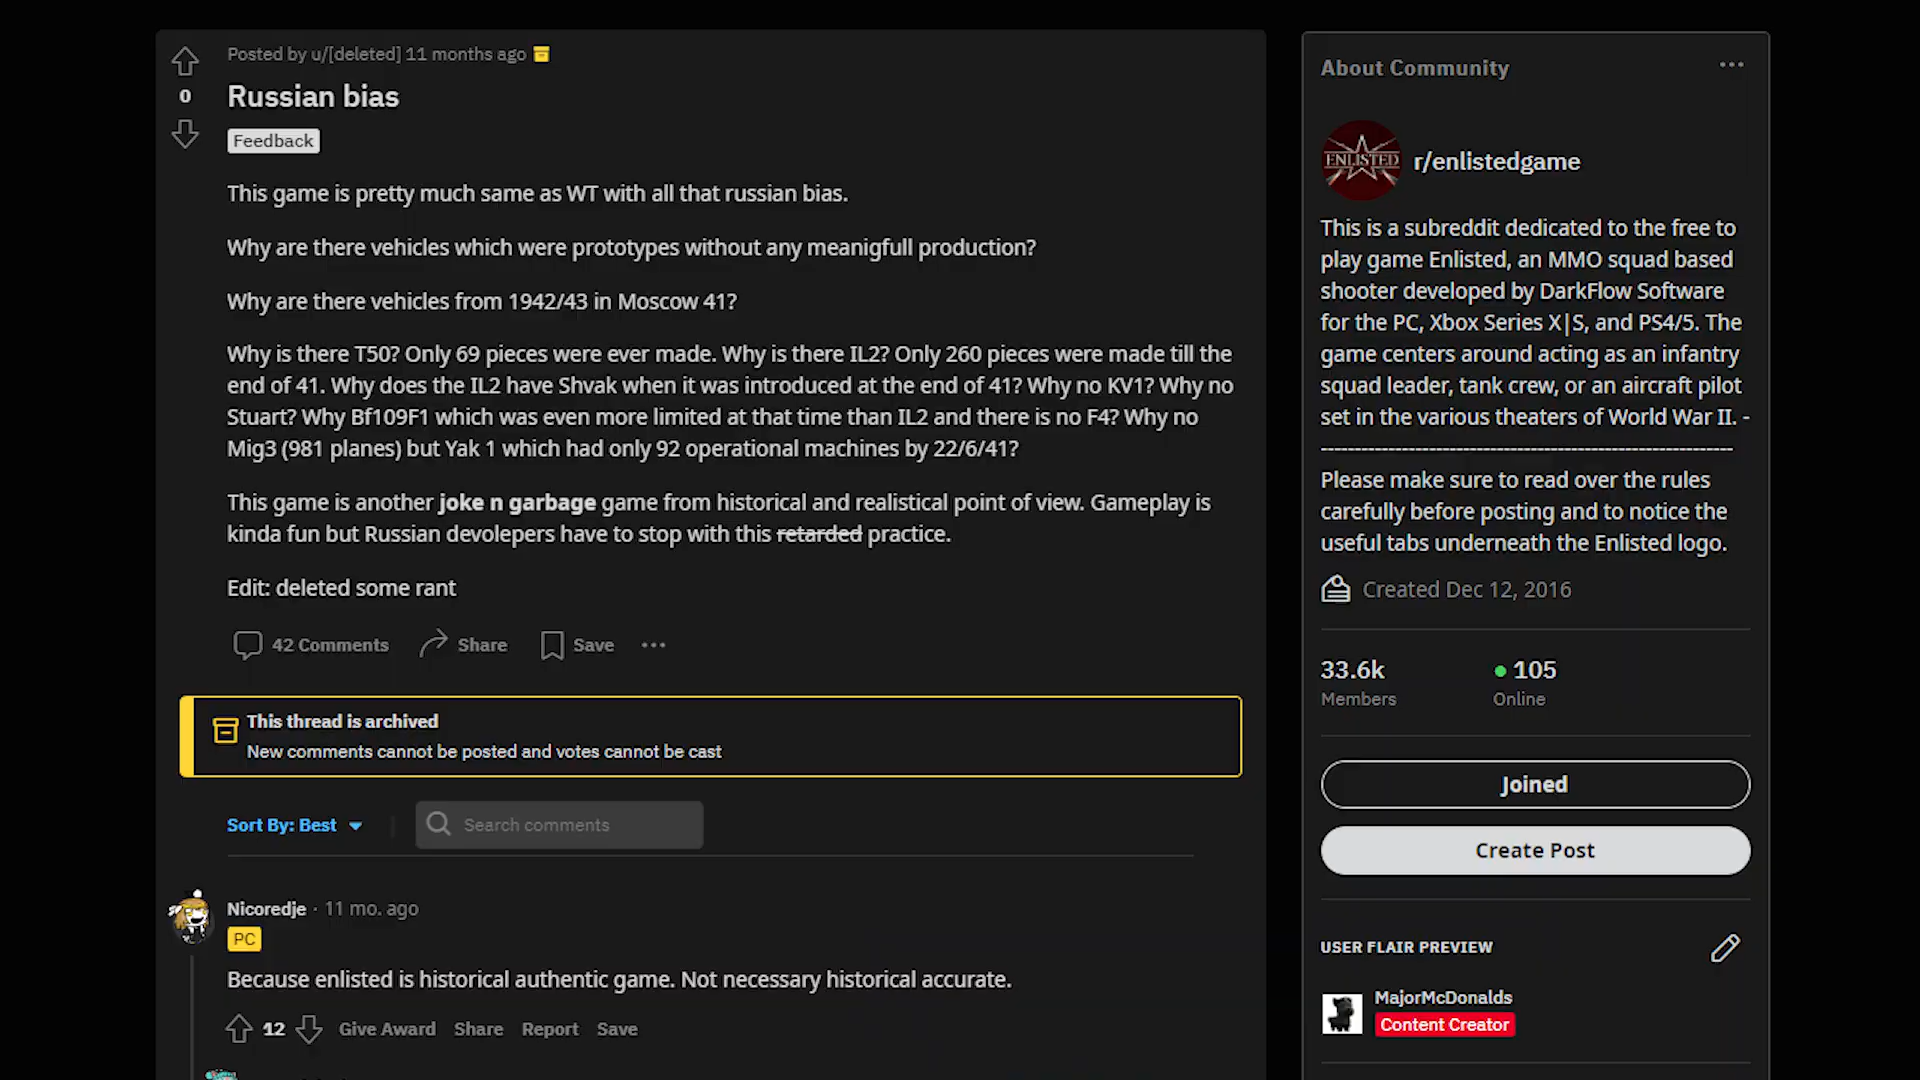 Posted by u/[deleted] 11 months ago
0
Russian bias
Feedback
This game is pretty much same as WT with all that russian bias.
Why are there vehicles which were prototypes without any meanigfull production?
Why are there vehicles from 1942/43 in Moscow 41?
Why is there T50? Only 69 pieces were ever made. Why is there IL2? Only 260 pieces were made till the
end of 41. Why does the IL2 have Shvak when it was introduced at the end of 41? Why no KV1? Why no
Stuart? Why Bf109F1 which was even more limited at that time than IL2 and there is no F4? Why no
Mig3 (981 planes) but Yak 1 which had only 92 operational machines by 22/6/41?
This game is another joke n garbage game from historical and realistical point of view. Gameplay is
kinda fun but Russian devolepers have to stop with this retarded practice.
Edit: deleted some rant
42 Comments
Share
Save
This thread is archived
New comments cannot be posted and votes cannot be cast
Sort By: Best
Search comments
Nicoredje · 11 mo. ago
PC
Because enlisted is historical authentic game. Not necessary historical accurate.
12
Give Award
Share
Report
Save
About Community
ENLISTED
r/enlistedgame
This is a subreddit dedicated to the free to
play game Enlisted, an MMO squad based
shooter developed by DarkFlow Software
for the PC, Xbox Series X|S, and PS4/5. The
game centers around acting as an infantry
squad leader, tank crew, or an aircraft pilot
set in the various theaters of World War II. -
-----------------------------------------------------------
Please make sure to read over the rules
carefully before posting and to notice the
useful tabs underneath the Enlisted logo.
Created Dec 12, 2016
33.6k
Members
105
Online
Joined
Create Post
USER FLAIR PREVIEW
MajorMcDonalds
Content Creator